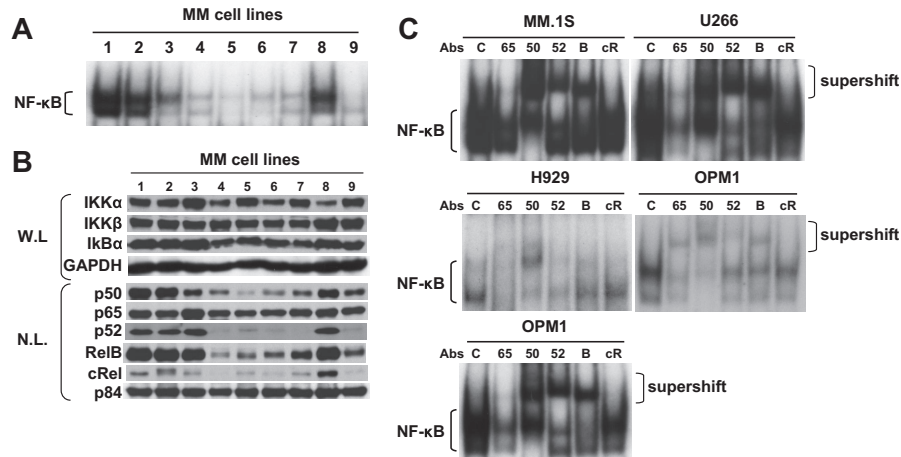 A
MM cell lines
1 2 3 4 5 6 7 8 9
NF-κB
B
MM cell lines
1 2 3 4 5 6 7 8 9
W.L
IKKα
IKKβ
IkBα
GAPDH
N.L.
p50
p65
p52
RelB
cRel
p84
C
MM.1S U266
Abs C 65 50 52 B cR C 65 50 52 B cR
supershift
NF-κB
H929 OPM1
Abs C 65 50 52 B cR C 65 50 52 B cR
supershift
NF-κB
OPM1
Abs C 65 50 52 B cR
supershift
NF-κB